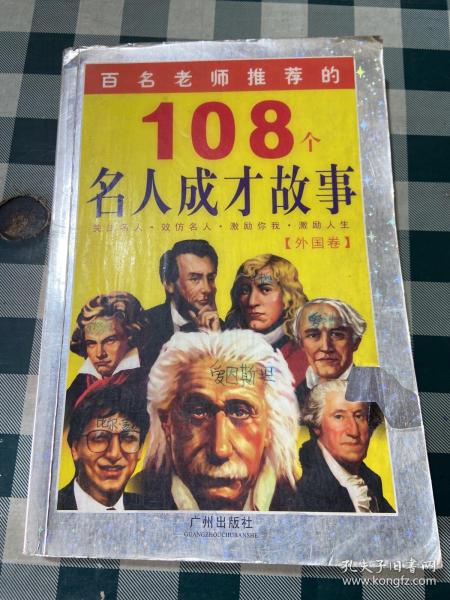 百名老师推荐的
108个
名人成才故事
关注名人·效仿名人·激励你我·激励人生
【外国卷】
爱因斯坦
广州出版社
GUANGZHOUCHUBANSHE
孔夫子旧书网
www.kongfz.com